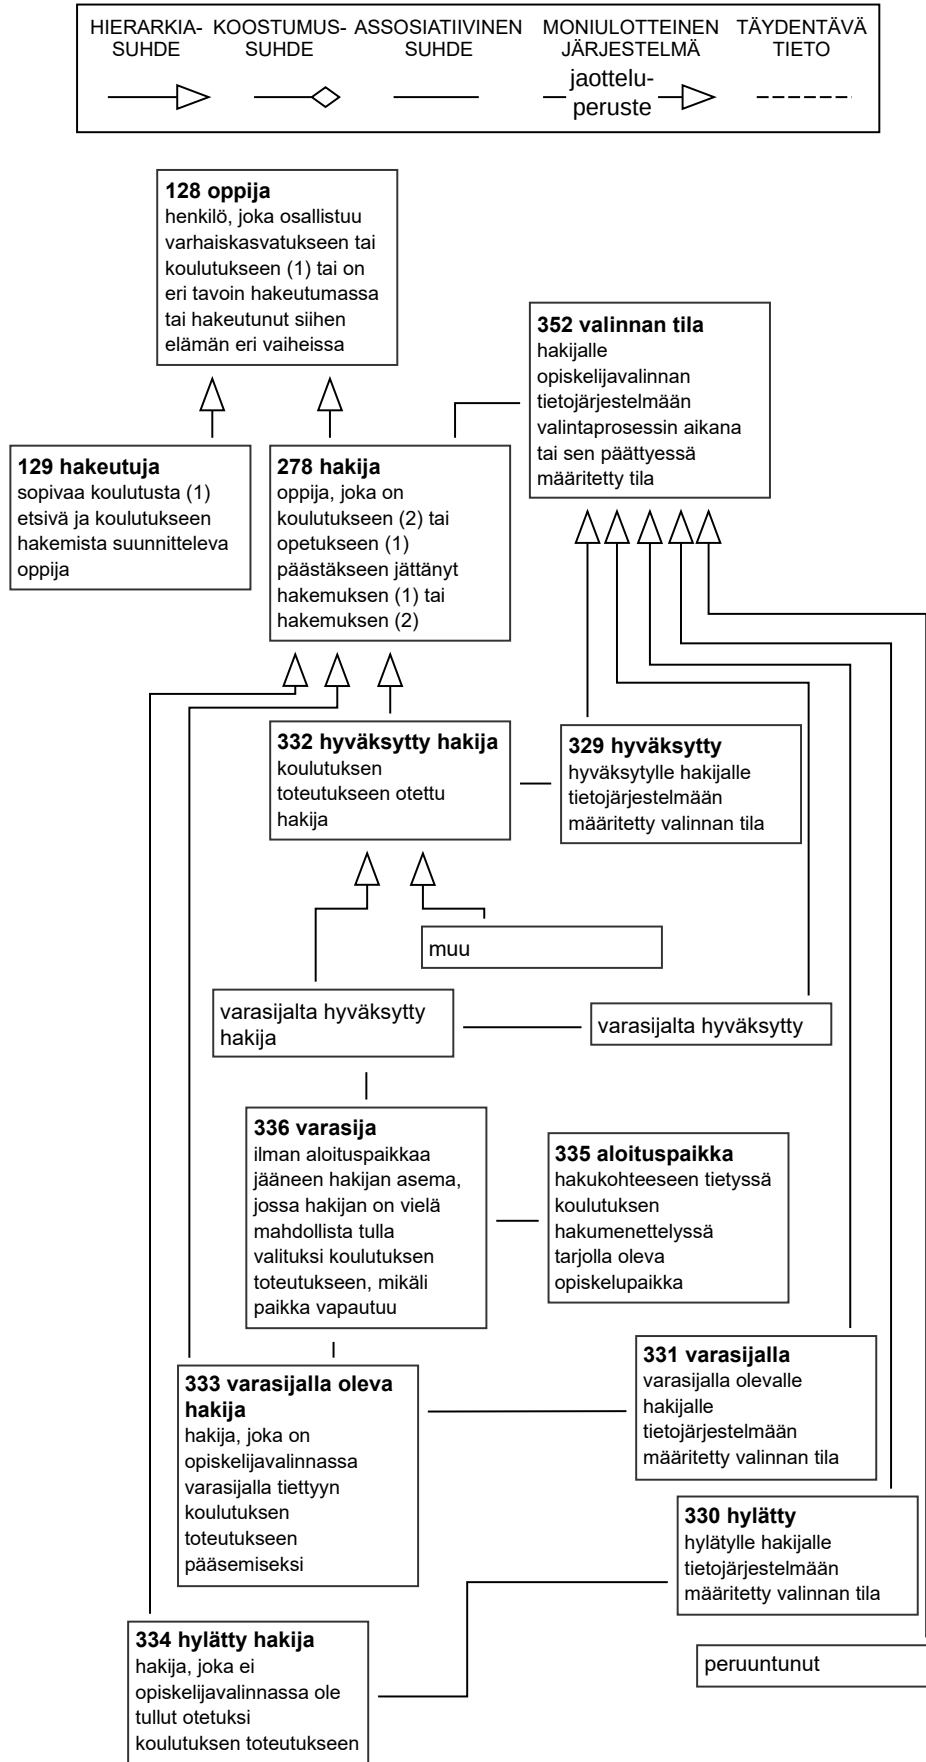 HIERARKIA-
SUHDE
KOOSTUMUS-
SUHDE
ASSOSIATIIVINEN
SUHDE
MONIULOTTEINEN
JÄRJESTELMÄ
jaottelu-
peruste
TÄYDENTÄVÄ
TIETO
128 oppija
henkilö, joka osallistuu
varhaiskasvatukseen tai
koulutukseen (1) tai on
eri tavoin hakeutumassa
tai hakeutunut siihen
elämän eri vaiheissa
352 valinnan tila
hakijalle
opiskelijavalinnan
tietojärjestelmään
valintaprosessin aikana
tai sen päättyessä
määritetty tila
129 hakeutuja
sopivaa koulutusta (1)
etsivä ja koulutukseen
hakemista suunnitteleva
oppija
278 hakija
oppija, joka on
koulutukseen (2) tai
opetukseen (1)
päästäkseen jättänyt
hakemuksen (1) tai
hakemuksen (2)
332 hyväksytty hakija
koulutuksen
toteutukseen otettu
hakija
329 hyväksytty
hyväksytylle hakijalle
tietojärjestelmään
määritetty valinnan tila
muu
varasijalta hyväksytty
hakija
varasijalta hyväksytty
336 varasija
ilman aloituspaikkaa
jääneen hakijan asema,
jossa hakijan on vielä
mahdollista tulla
valituksi koulutuksen
toteutukseen, mikäli
paikka vapautuu
335 aloituspaikka
hakukohteeseen tietyssä
koulutuksen
hakumenettelyssä
tarjolla oleva
opiskelupaikka
333 varasijalla oleva
hakija
hakija, joka on
opiskelijavalinnassa
varasijalla tiettyyn
koulutuksen
toteutukseen
pääsemiseksi
331 varasijalla
varasijalla olevalle
hakijalle
tietojärjestelmään
määritetty valinnan tila
330 hylätty
hylätylle hakijalle
tietojärjestelmään
määritetty valinnan tila
334 hylätty hakija
hakija, joka ei
opiskelijavalinnassa ole
tullut otetuksi
koulutuksen toteutukseen
peruuntunut